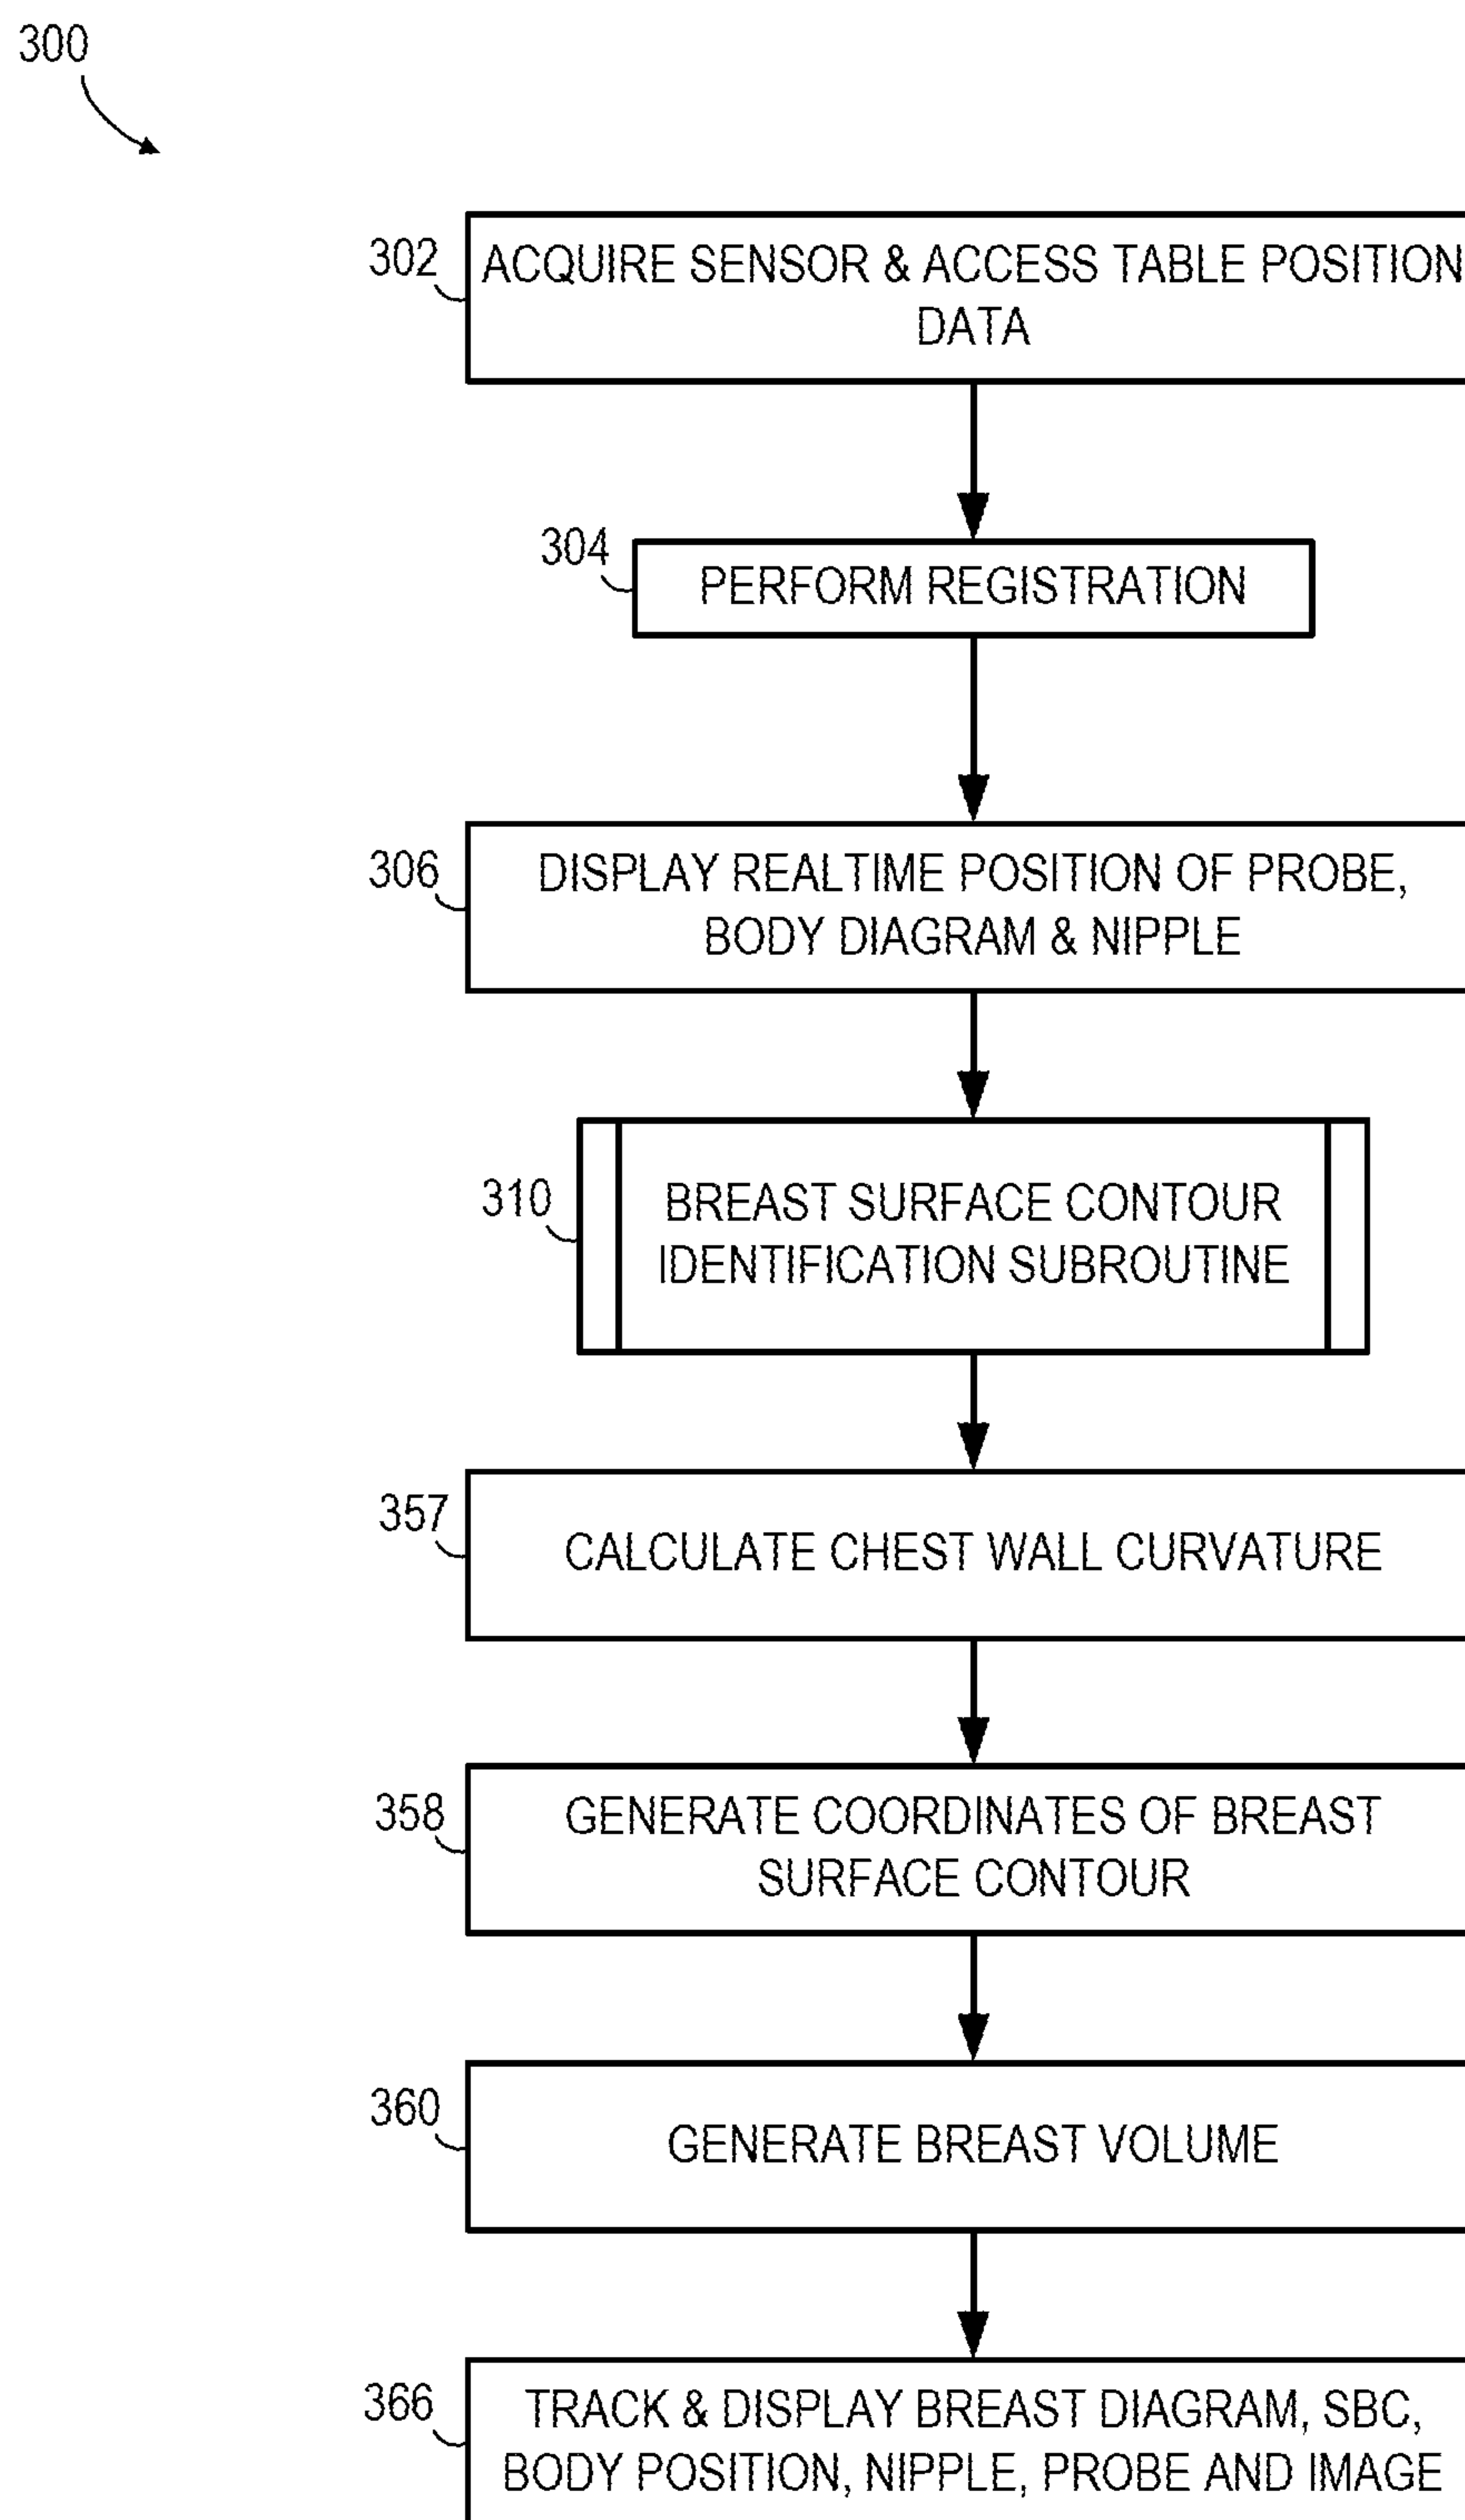 300
302
ACQUIRE SENSOR & ACCESS TABLE POSITION
DATA
304
PERFORM REGISTRATION
306
DISPLAY REALTIME POSITION OF PROBE,
BODY DIAGRAM & NIPPLE
310
BREAST SURFACE CONTOUR
IDENTIFICATION SUBROUTINE
357
CALCULATE CHEST WALL CURVATURE
358
GENERATE COORDINATES OF BREAST
SURFACE CONTOUR
360
GENERATE BREAST VOLUME
366
TRACK & DISPLAY BREAST DIAGRAM, SBC,
BODY POSITION, NIPPLE, PROBE AND IMAGE